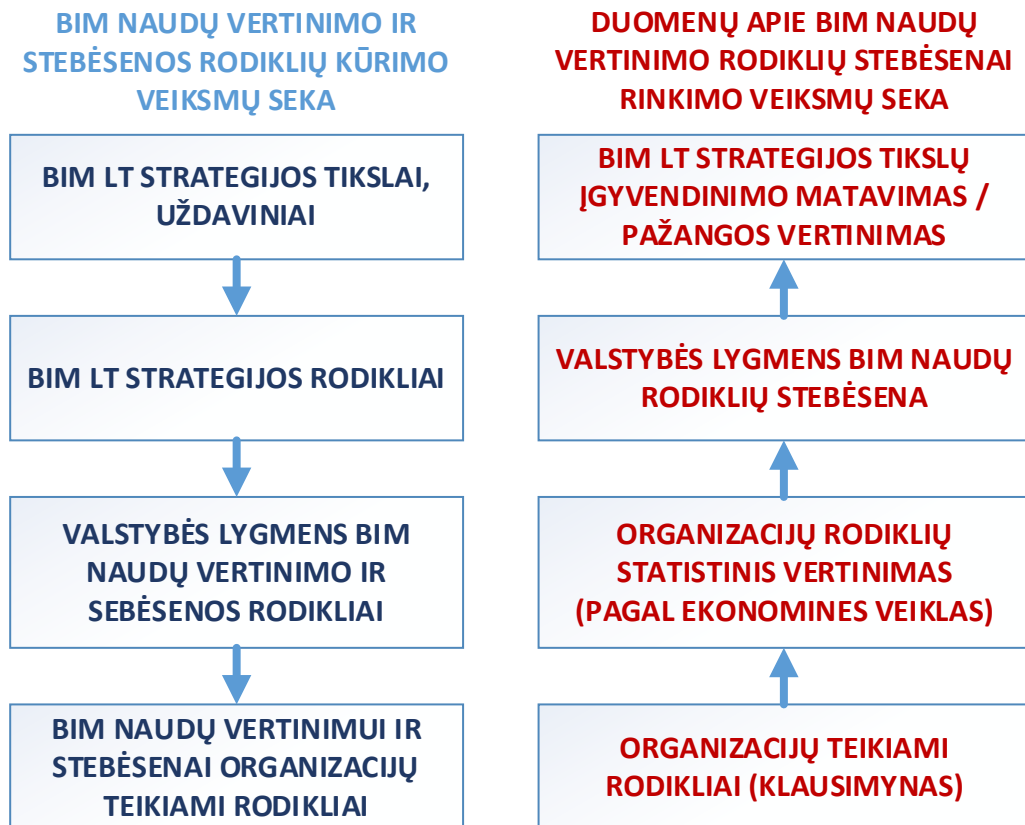 BIM NAUDŲ VERTINIMO IR
STEBĖSENOS RODIKLIŲ KŪRIMO
VEIKSMŲ SEKA
BIM LT STRATEGIJOS TIKSLAI,
UŽDAVINIAI
BIM LT STRATEGIJOS RODIKLIAI
VALSTYBĖS LYGMENS BIM
NAUDŲ VERTINIMO IR
SEBĖSENOS RODIKLIAI
BIM NAUDŲ VERTINIMUI IR
STEBĖSENAI ORGANIZACIJŲ
TEIKIAMI RODIKLIAI
DUOMENŲ APIE BIM NAUDŲ
VERTINIMO RODIKLIŲ STEBĖSENAI
RINKIMO VEIKSMŲ SEKA
BIM LT STRATEGIJOS TIKSLŲ
ĮGYVENDINIMO MATAVIMAS /
PAŽANGOS VERTINIMAS
VALSTYBĖS LYGMENS BIM NAUDŲ
RODIKLIŲ STEBĖSENA
ORGANIZACIJŲ RODIKLIŲ
STATISTINIS VERTINIMAS
(PAGAL EKONOMINES VEIKLAS)
ORGANIZACIJŲ TEIKIAMI
RODIKLIAI (KLAUSIMYNAS)